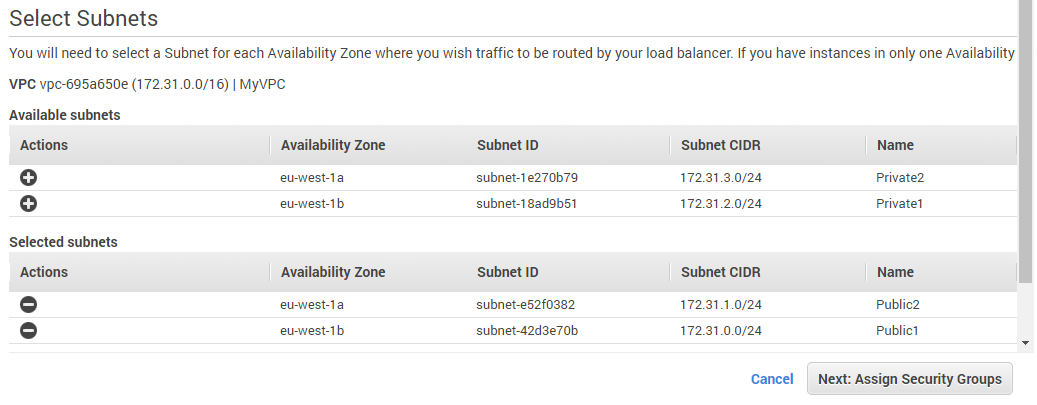 Select Subnets
You will need to select a Subnet for each Availability Zone where you wish traffic to be routed by your load balancer. If you have instances in only one Availability
VPC vpc-695a650e (172.31.0.0/16) | MyVPC
Available subnets
Actions Availability Zone Subnet ID Subnet CIDR Name
eu-west-1a subnet-1e270b79 172.31.3.0/24 Private2
eu-west-1b subnet-18ad9b51 172.31.2.0/24 Private1
Selected subnets
Actions Availability Zone Subnet ID Subnet CIDR Name
eu-west-1a subnet-e52f0382 172.31.1.0/24 Public2
eu-west-1b subnet-42d3e70b 172.31.0.0/24 Public1
Cancel Next: Assign Security Groups